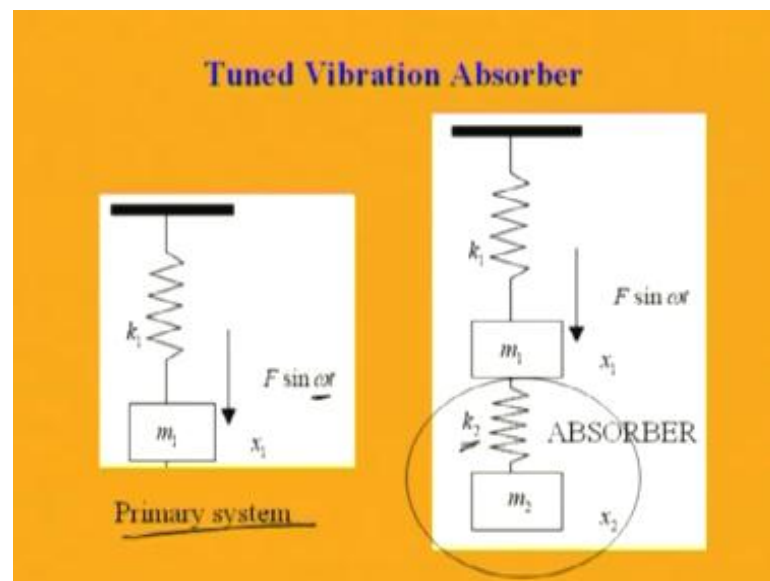 Tuned Vibration Absorber
k₁
F sin ωt
m₁
x₁
Primary system
k₁
F sin ωt
m₁
x₁
k₂
ABSORBER
m₂
x₂